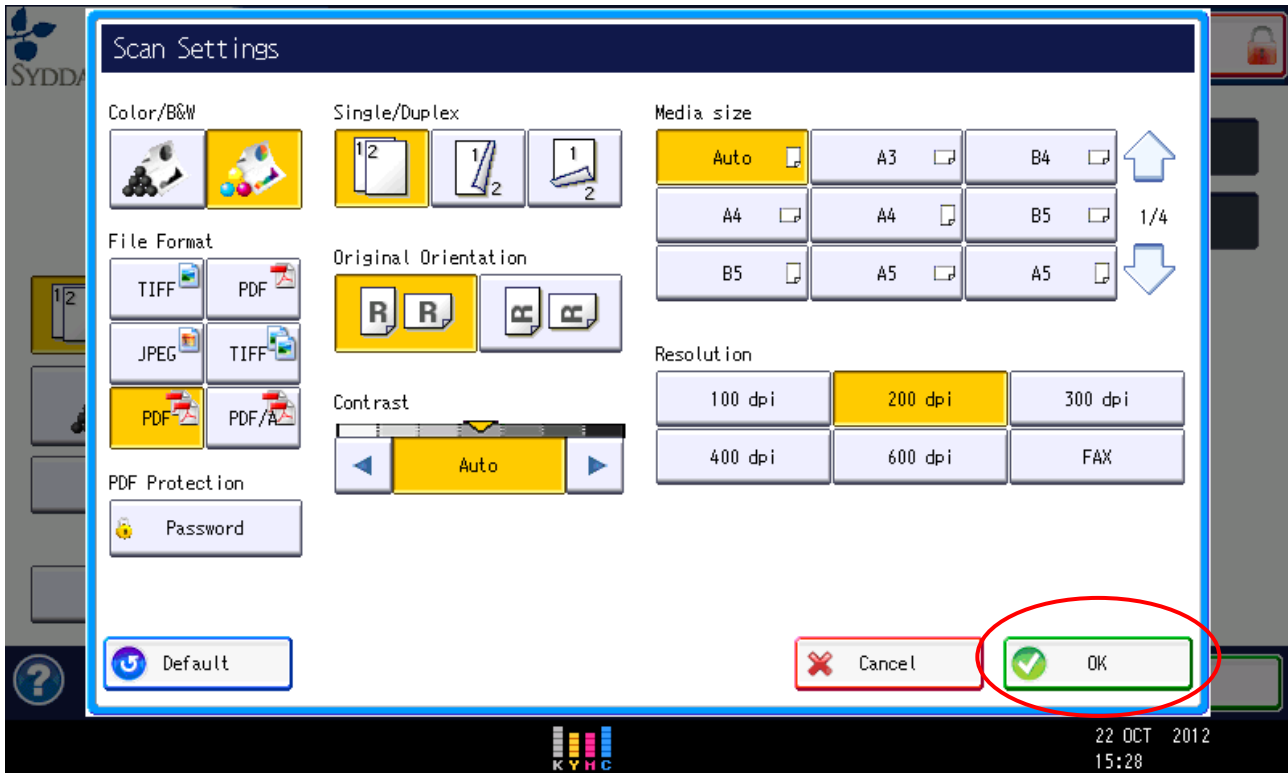 Scan Settings
SYDDA
Color/B&W
Single/Duplex
1 2
1 2
1 2
Media size
Auto
A3
B4
A4
A4
B5
1/4
B5
A5
A5
File Format
TIFF
PDF
JPEG
TIFF
PDF
PDF/A
Original Orientation
R R
R R
Contrast
Auto
Resolution
100 dpi
200 dpi
300 dpi
400 dpi
600 dpi
FAX
PDF Protection
Password
12
Default
Cancel
OK
?
K Y M C
22 OCT 2012
15:28